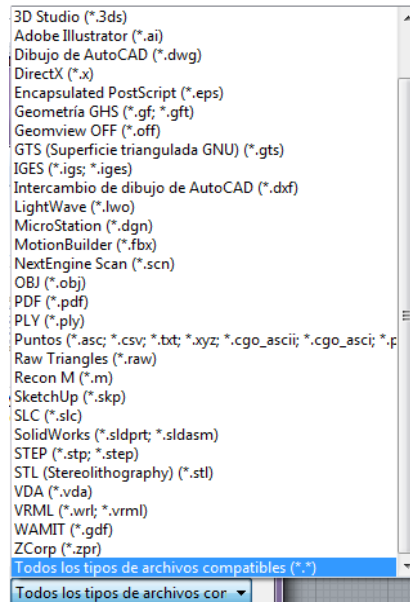 3D Studio (*.3ds)
Adobe Illustrator (*.ai)
Dibujo de AutoCAD (*.dwg)
DirectX (*.x)
Encapsulated PostScript (*.eps)
Geometría GHS (*.gf; *.gft)
Geomview OFF (*.off)
GTS (Superficie triangulada GNU) (*.gts)
IGES (*.igs; *.iges)
Intercambio de dibujo de AutoCAD (*.dxf)
LightWave (*.lwo)
MicroStation (*.dgn)
MotionBuilder (*.fbx)
NextEngine Scan (*.scn)
OBJ (*.obj)
PDF (*.pdf)
PLY (*.ply)
Puntos (*.asc; *.csv; *.txt; *.xyz; *.cgo_ascii; *.cgo_asci; *.p
Raw Triangles (*.raw)
Recon M (*.m)
SketchUp (*.skp)
SLC (*.slc)
SolidWorks (*.sldprt; *.sldasm)
STEP (*.stp; *.step)
STL (Stereolithography) (*.stl)
VDA (*.vda)
VRML (*.wrl; *.vrml)
WAMIT (*.gdf)
ZCorp (*.zpr)
Todos los tipos de archivos compatibles (*.*)
Todos los tipos de archivos cor